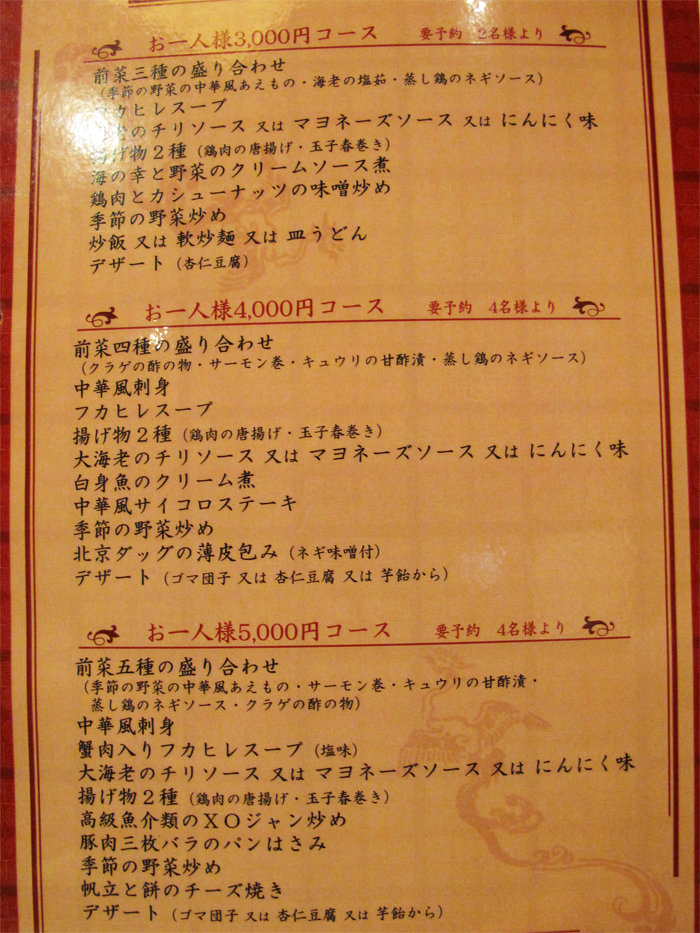 お一人様3,000円コース 要予約 2名様より
前菜三種の盛り合わせ
(季節の野菜の中華風あえもの・海老の塩茹・蒸し鶏のネギソース)
カヒレスープ
のチリソース 又は マヨネーズソース 又は にんにく味
揚げ物2種 (鶏肉の唐揚げ・玉子春巻き)
海の幸と野菜のクリームソース煮
鶏肉とカシューナッツの味噌炒め
季節の野菜炒め
炒飯 又は 軟炒麺 又は 皿うどん
デザート (杏仁豆腐)
お一人様4,000円コース 要予約 4名様より
前菜四種の盛り合わせ
(クラゲの酢の物・サーモン巻・キュウリの甘酢漬・蒸し鶏のネギソース)
中華風刺身
フカヒレスープ
揚げ物2種 (鶏肉の唐揚げ・玉子春巻き)
大海老のチリソース 又は マヨネーズソース 又は にんにく味
白身魚のクリーム煮
中華風サイコロステーキ
季節の野菜炒め
北京ダッグの薄皮包み (ネギ味噌付)
デザート (ゴマ団子 又は 杏仁豆腐 又は 芋飴から)
お一人様5,000円コース 要予約 4名様より
前菜五種の盛り合わせ
(季節の野菜の中華風あえもの・サーモン巻・キュウリの甘酢漬・
蒸し鶏のネギソース・クラゲの酢の物)
中華風刺身
蟹肉入りフカヒレスープ (塩味)
大海老のチリソース 又は マヨネーズソース 又は にんにく味
揚げ物2種 (鶏肉の唐揚げ・玉子春巻き)
高級魚介類のXOジャン炒め
豚肉三枚バラのパンはさみ
季節の野菜炒め
帆立と餅のチーズ焼き
デザート (ゴマ団子 又は 杏仁豆腐 又は 芋飴から)